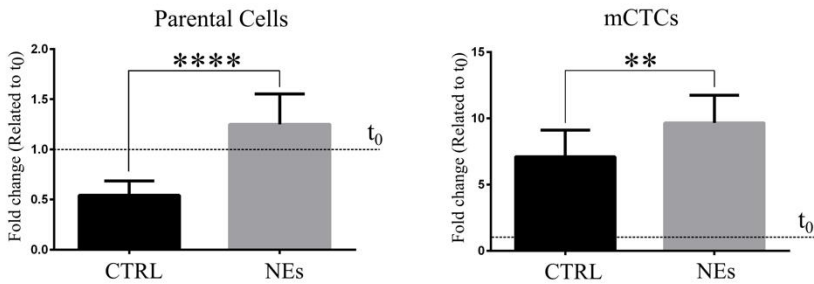 Parental Cells
Fold change (Related to t0)
2.0
1.5
1.0
0.5
0.0
****
t0
CTRL
NEs
mCTCs
Fold change (Related to t0)
15
10
5
0
**
t0
CTRL
NEs